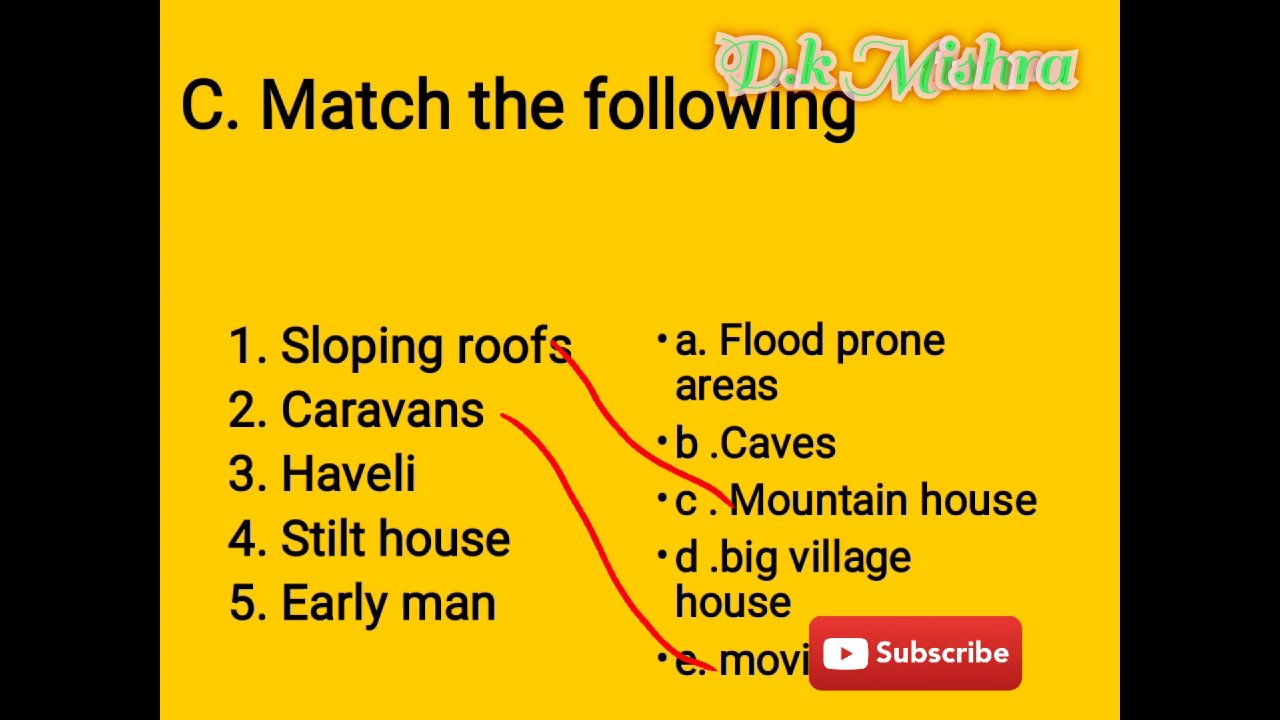 D.k Mishra
C. Match the following
1. Sloping roofs
2. Caravans
3. Haveli
4. Stilt house
5. Early man
• a. Flood prone
areas
• b .Caves
• c . Mountain house
• d .big village
house
• e.
Subscribe